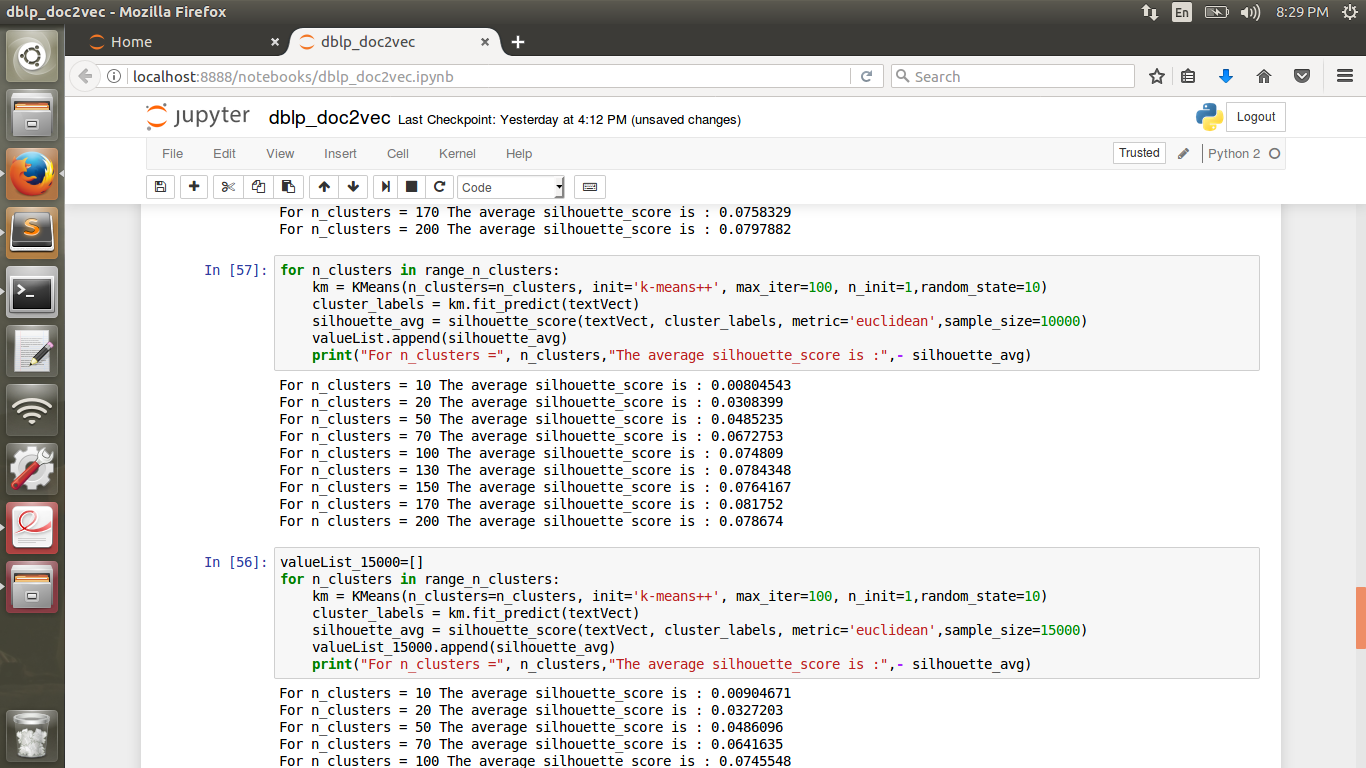 dblp_doc2vec - Mozilla Firefox
En
8:29 PM
Home
dblp_doc2vec
localhost:8888/notebooks/dblp_doc2vec.ipynb
Search
jupyter dblp_doc2vec Last Checkpoint: Yesterday at 4:12 PM (unsaved changes)
Logout
File Edit View Insert Cell Kernel Help
Trusted
Python 2
Code
For n_clusters = 170 The average silhouette_score is : 0.0758329
For n_clusters = 200 The average silhouette_score is : 0.0797882
In [57]: for n_clusters in range_n_clusters:
km = KMeans(n_clusters=n_clusters, init='k-means++', max_iter=100, n_init=1,random_state=10)
cluster_labels = km.fit_predict(textVect)
silhouette_avg = silhouette_score(textVect, cluster_labels, metric='euclidean',sample_size=10000)
valueList.append(silhouette_avg)
print("For n_clusters =", n_clusters,"The average silhouette_score is :",- silhouette_avg)
For n_clusters = 10 The average silhouette_score is : 0.00804543
For n_clusters = 20 The average silhouette_score is : 0.0308399
For n_clusters = 50 The average silhouette_score is : 0.0485235
For n_clusters = 70 The average silhouette_score is : 0.0672753
For n_clusters = 100 The average silhouette_score is : 0.074809
For n_clusters = 130 The average silhouette_score is : 0.0784348
For n_clusters = 150 The average silhouette_score is : 0.0764167
For n_clusters = 170 The average silhouette_score is : 0.081752
For n_clusters = 200 The average silhouette_score is : 0.078674
In [56]: valueList_15000=[]
for n_clusters in range_n_clusters:
km = KMeans(n_clusters=n_clusters, init='k-means++', max_iter=100, n_init=1,random_state=10)
cluster_labels = km.fit_predict(textVect)
silhouette_avg = silhouette_score(textVect, cluster_labels, metric='euclidean',sample_size=15000)
valueList_15000.append(silhouette_avg)
print("For n_clusters =", n_clusters,"The average silhouette_score is :",- silhouette_avg)
For n_clusters = 10 The average silhouette_score is : 0.00904671
For n_clusters = 20 The average silhouette_score is : 0.0327203
For n_clusters = 50 The average silhouette_score is : 0.0486096
For n_clusters = 70 The average silhouette_score is : 0.0641635
For n_clusters = 100 The average silhouette_score is : 0.0745548